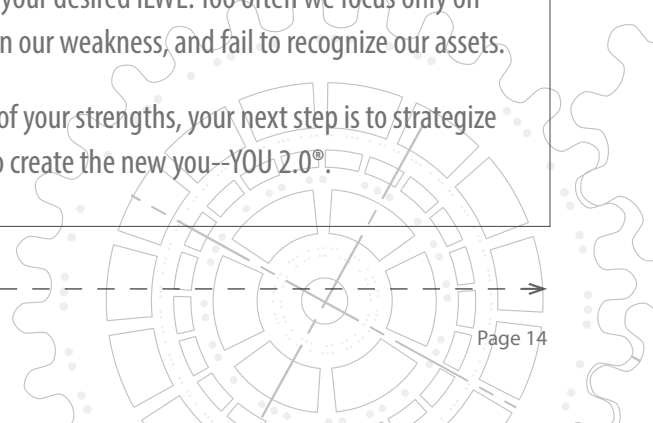 your desired IEWE. Too often we focus only on
n our weakness, and fail to recognize our assets.
of your strengths, your next step is to strategize
o create the new you--YOU 2.0®.
Page 14